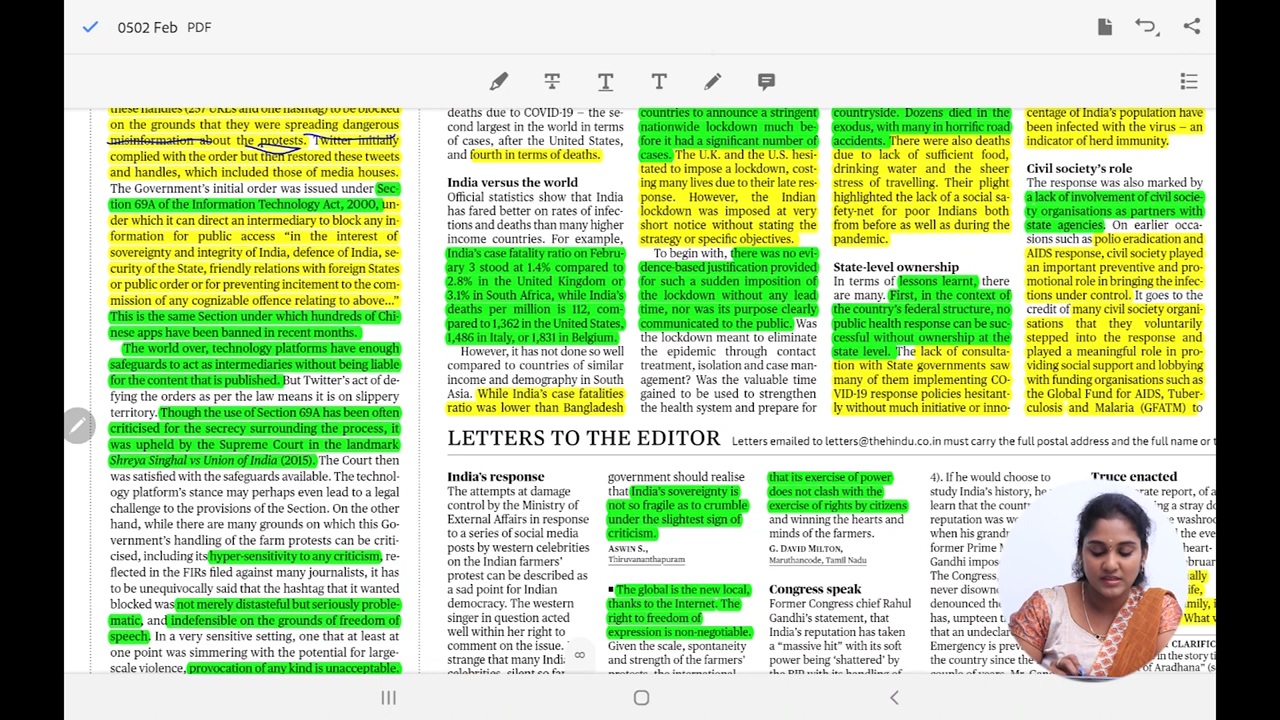 0502 Feb PDF
these handles (257 URLs and one hashtag) to be blocked
on the grounds that they were spreading dangerous
misinformation about the protests. Twitter initially
complied with the order but then restored these tweets
and handles, which included those of media houses.
The Government's initial order was issued under Sec-
tion 69A of the Information Technology Act, 2000, un-
der which it can direct an intermediary to block any in-
formation for public access “in the interest of
sovereignty and integrity of India, defence of India, se-
curity of the State, friendly relations with foreign States
or public order or for preventing incitement to the com-
mission of any cognizable offence relating to above...”
This is the same Section under which hundreds of Chi-
nese apps have been banned in recent months.
The world over, technology platforms have enough
safeguards to act as intermediaries without being liable
for the content that is published. But Twitter's act of de-
fying the orders as per the law means it is on slippery
territory. Though the use of Section 69A has been often
criticised for the secrecy surrounding the process, it
was upheld by the Supreme Court in the landmark
Shreya Singhal vs Union of India (2015). The Court then
was satisfied with the safeguards available. The technol-
ogy platform's stance may perhaps even lead to a legal
challenge to the provisions of the Section. On the other
hand, while there are many grounds on which this Go-
vernment's handling of the farm protests can be criti-
cised, including its hyper-sensitivity to any criticism, re-
flected in the FIRs filed against many journalists, it has
to be unequivocally said that the hashtag that it wanted
blocked was not merely distasteful but seriously proble-
matic, and indefensible on the grounds of freedom of
speech. In a very sensitive setting, one that at least at
one point was simmering with the potential for large-
scale violence, provocation of any kind is unacceptable.
deaths due to COVID-19 – the se-
cond largest in the world in terms
of cases, after the United States,
and fourth in terms of deaths.
India versus the world
Official statistics show that India
has fared better on rates of infec-
tions and deaths than many higher
income countries. For example,
India's case fatality ratio on Febru-
ary 3 stood at 1.4% compared to
2.8% in the United Kingdom or
3.1% in South Africa, while India's
deaths per million is 112, com-
pared to 1,362 in the United States,
1,486 in Italy, or 1,831 in Belgium.
However, it has not done so well
compared to countries of similar
income and demography in South
Asia. While India's case fatalities
ratio was lower than Bangladesh
countries to announce a stringent
nationwide lockdown much be-
fore it had a significant number of
cases. The U.K. and the U.S. hesi-
tated to impose a lockdown, cost-
ing many lives due to their late res-
ponse. However, the Indian
lockdown was imposed at very
short notice without stating the
strategy or specific objectives.
To begin with, there was no evi-
dence-based justification provided
for such a sudden imposition of
the lockdown without any lead
time, nor was its purpose clearly
communicated to the public. Was
the lockdown meant to eliminate
the epidemic through contact
treatment, isolation and case man-
agement? Was the valuable time
gained to be used to strengthen
the health system and prepare for
countryside. Dozens died in the
exodus, with many in horrific road
accidents. There were also deaths
due to lack of sufficient food,
drinking water and the sheer
stress of travelling. Their plight
highlighted the lack of a social sa-
fety-net for poor Indians both
from before as well as during the
pandemic.
State-level ownership
In terms of lessons learnt, there
are many. First, in the context of
the country's federal structure, no
public health response can be suc-
cessful without ownership at the
state level. The lack of consulta-
tion with State governments saw
many of them implementing CO-
VID-19 response policies hesitant-
ly without much initiative or inno-
centage of India's population have
been infected with the virus – an
indicator of herd immunity.
Civil society's role
The response was also marked by
a lack of involvement of civil socie-
ty organisations as partners with
state agencies. On earlier occa-
sions such as polio eradication and
AIDS response, civil society played
an important preventive and pro-
motional role in bringing the infec-
tions under control. It goes to the
credit of many civil society organi-
sations that they voluntarily
stepped into the response and
played a meaningful role in pro-
viding social support and lobbying
with funding organisations such as
the Global Fund for AIDS, Tuber-
culosis and Malaria (GFATM) to
LETTERS TO THE EDITOR Letters emailed to letters@thehindu.co.in must carry the full postal address and the full name or t
India's response
The attempts at damage
control by the Ministry of
External Affairs in response
to a series of social media
posts by western celebrities
on the Indian farmers'
protest can be described as
a sad point for Indian
democracy. The western
singer in question acted
well within her right to
comment on the issue.
strange that many
celebrities, silent so far
government should realise
that India's sovereignty is
not so fragile as to crumble
under the slightest sign of
criticism.
ASWIN S.,
Thiruvananthapuram
■ The global is the new local,
thanks to the Internet. The
right to freedom of
expression is non-negotiable.
Given the scale, spontaneity
and strength of the farmers'
protests, the international
that its exercise of power
does not clash with the
exercise of rights by citizens
and winning the hearts and
minds of the farmers.
G. DAVID MILTON,
Maruthancode, Tamil Nadu
Congress speak
Former Congress chief Rahul
Gandhi's statement, that
India's reputation has taken
a “massive hit” with its soft
power being ‘shattered’ by
the BJP with its handling of
4). If he would choose to
study India's history, he
learn that the
reputation was
when his
former Prime
Gandhi
The Congress
never
denounced the
has,
that an
Emergency is
the country since the
couple of years. Mr.
Truce enacted
report, of a
a stray
washroom
8